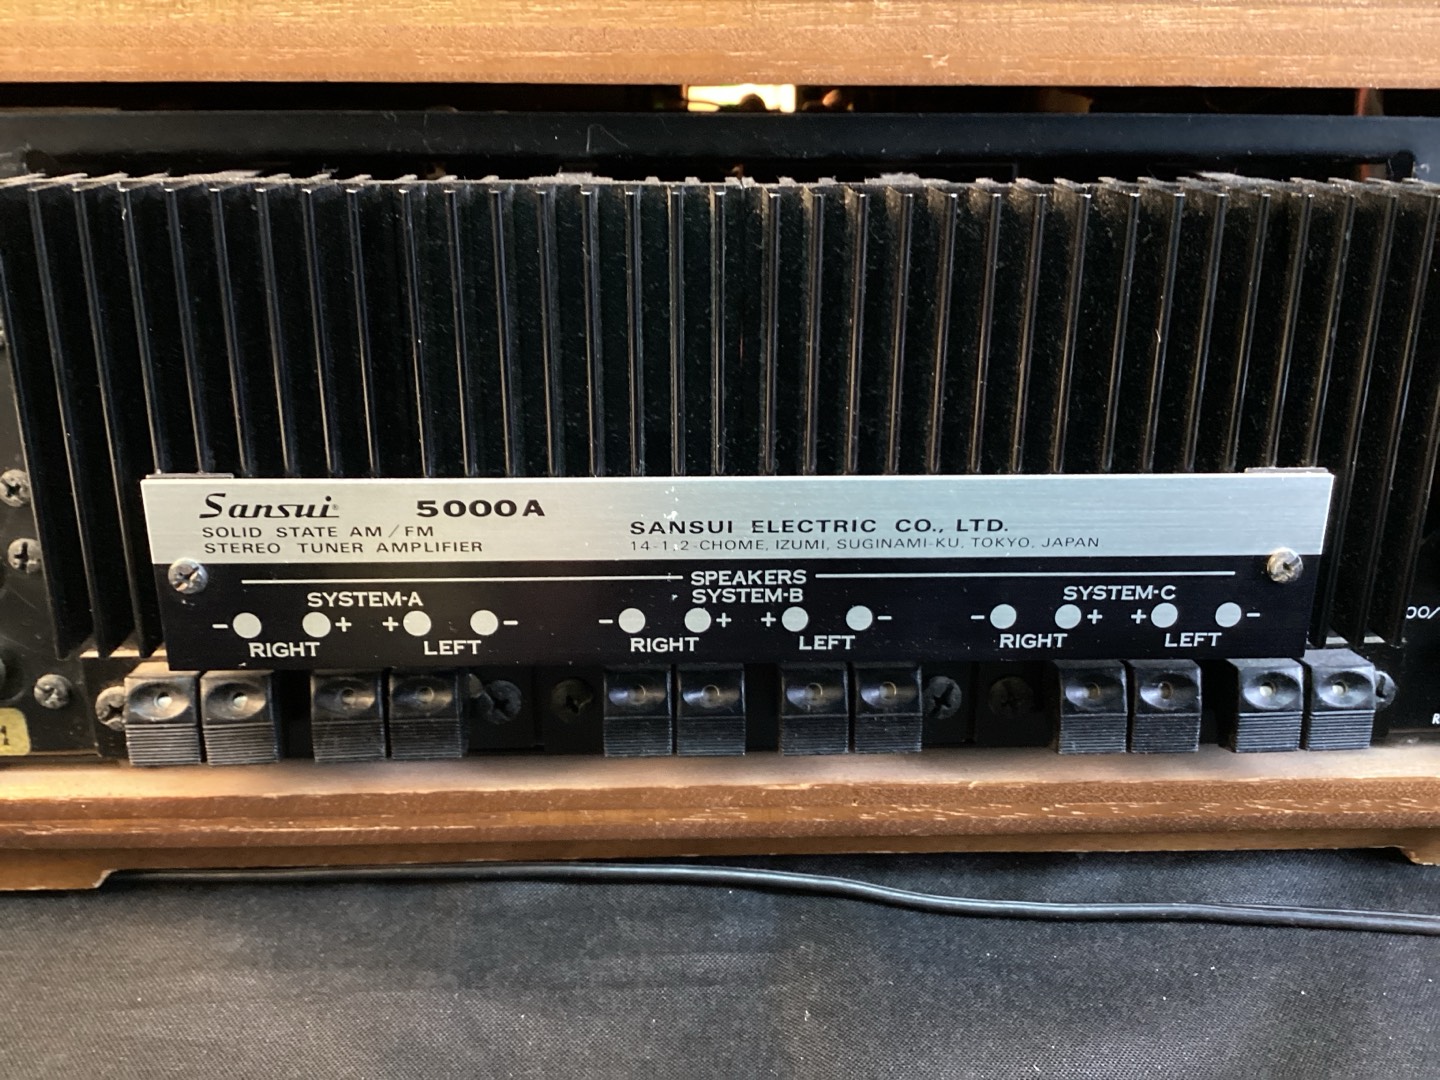 Sansui® 5000A
SOLID STATE AM/FM
STEREO TUNER AMPLIFIER
SANSUI ELECTRIC CO., LTD.
14-1, 2-CHOME, IZUMI, SUGINAMI-KU, TOKYO, JAPAN
SPEAKERS
SYSTEM-A SYSTEM-B SYSTEM-C
- + + - - + + - - + + -
RIGHT LEFT RIGHT LEFT RIGHT LEFT